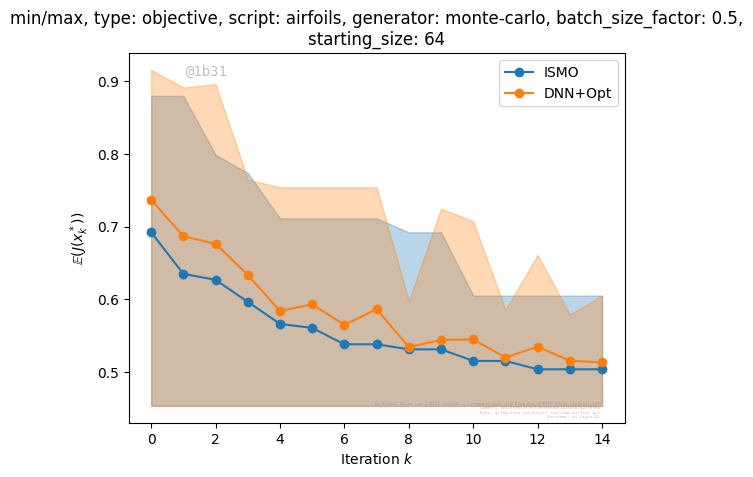 min/max, type: objective, script: airfoils, generator: monte-carlo, batch_size_factor: 0.5,
starting_size: 64
@1b31
ISMO
DNN+Opt
0.9
0.8
0.7
0.6
0.5
𝔼(J(x*ₖ))
0 2 4 6 8 10 12 14
Iteration k